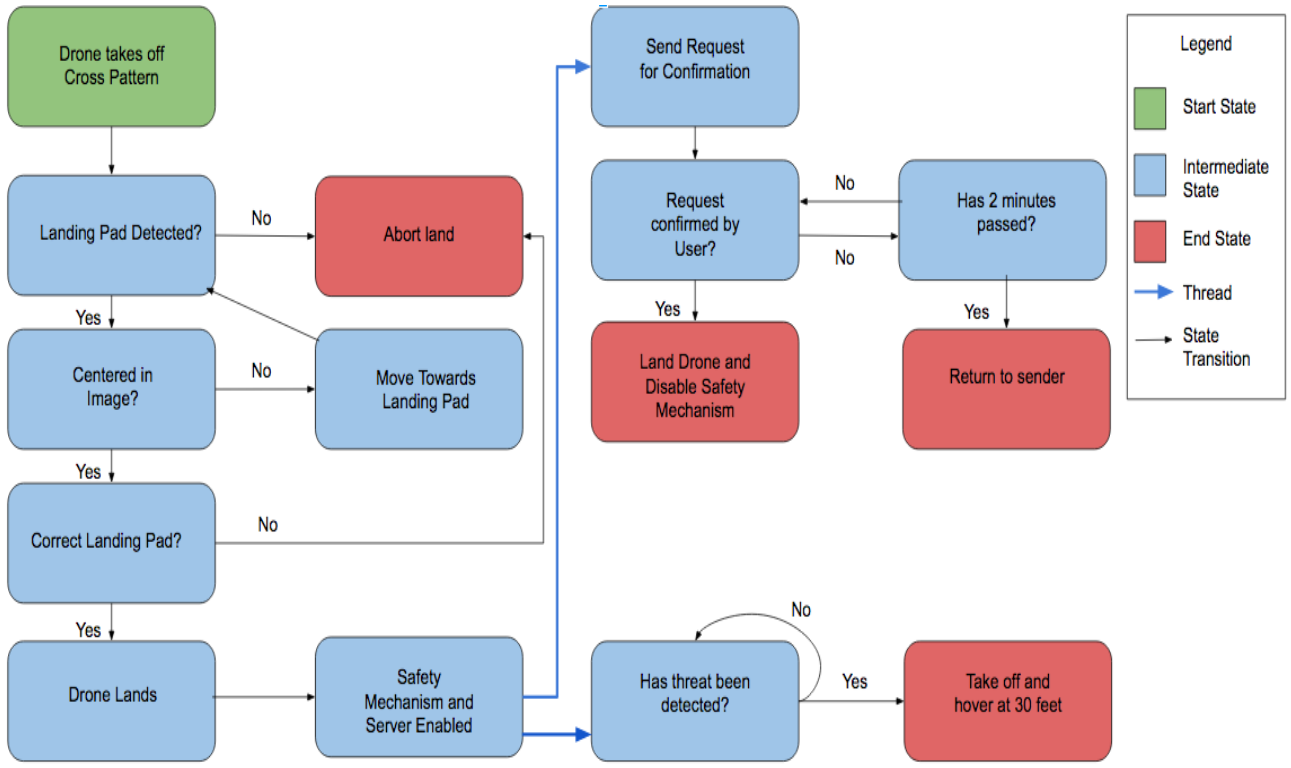 Drone takes off
Cross Pattern
Landing Pad Detected?
No
Abort land
Yes
Centered in
Image?
No
Move Towards
Landing Pad
Yes
Correct Landing Pad?
No
Yes
Drone Lands
Safety
Mechanism and
Server Enabled
Send Request
for Confirmation
Request
confirmed by
User?
No
No
Has 2 minutes
passed?
Yes
Land Drone and
Disable Safety
Mechanism
Yes
Return to sender
Has threat been
detected?
No
Yes
Take off and
hover at 30 feet
Legend
Start State
Intermediate
State
End State
Thread
State
Transition